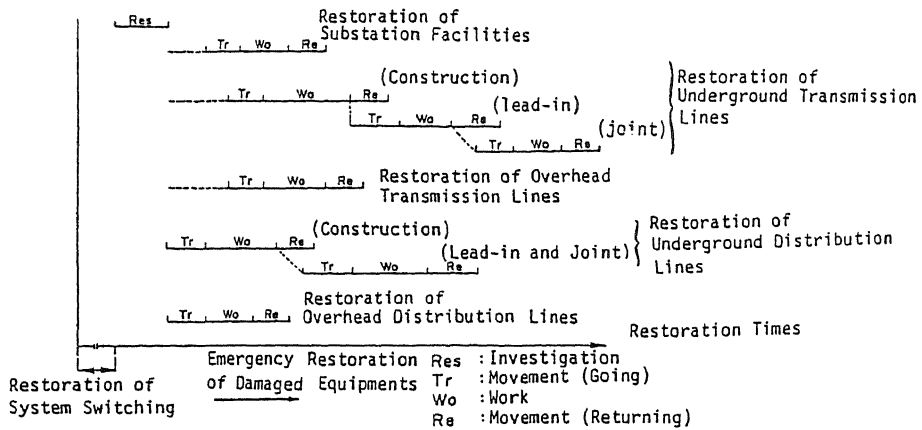 Res
Restoration of
Substation Facilities
Tr Wo Re
(Construction)
Tr Wo Re
(lead-in)
Tr Wo Re
(joint)
Tr Wo Re
Restoration of
Underground Transmission
Lines
Restoration of Overhead
Transmission Lines
Tr Wo Re
(Construction)
Tr Wo Re
(Lead-in and Joint)
Tr Wo Re
Restoration of
Underground Distribution
Lines
Restoration of
Overhead Distribution Lines
Tr Wo Re
Restoration Times
Restoration of
System Switching
Emergency Restoration
of Damaged Equipments
Res :Investigation
Tr :Movement (Going)
Wo :Work
Re :Movement (Returning)